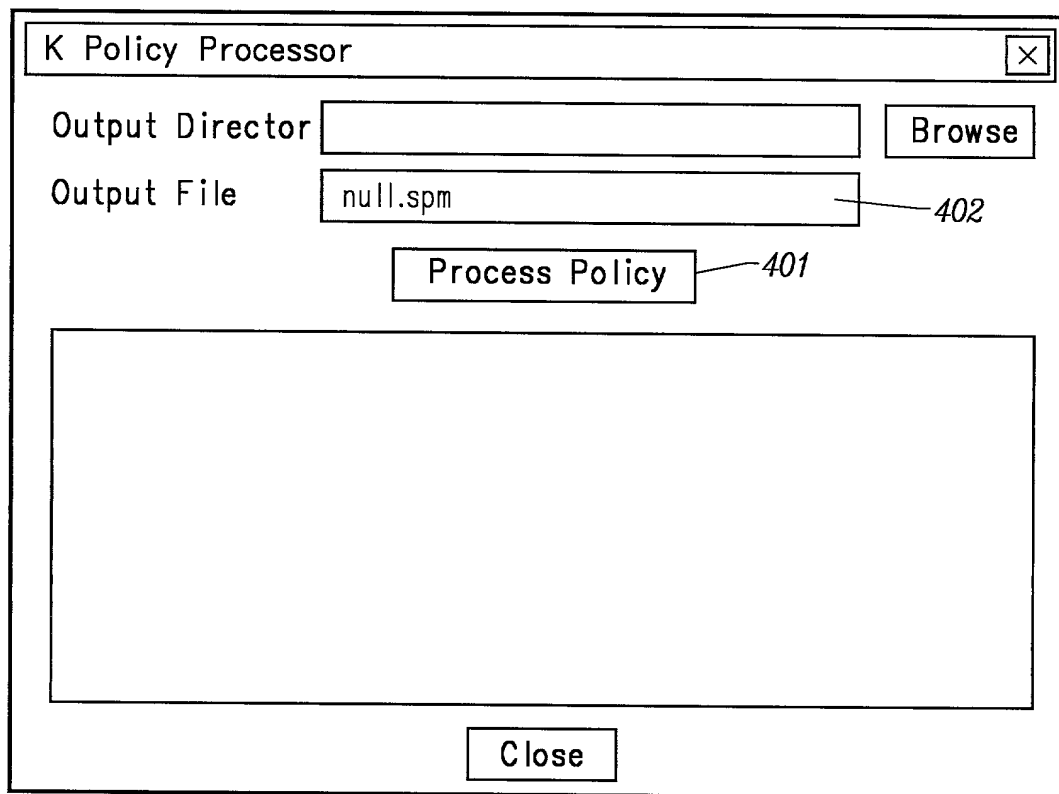 K Policy Processor
Output Director Browse
Output File null.spm 402
Process Policy 401
Close